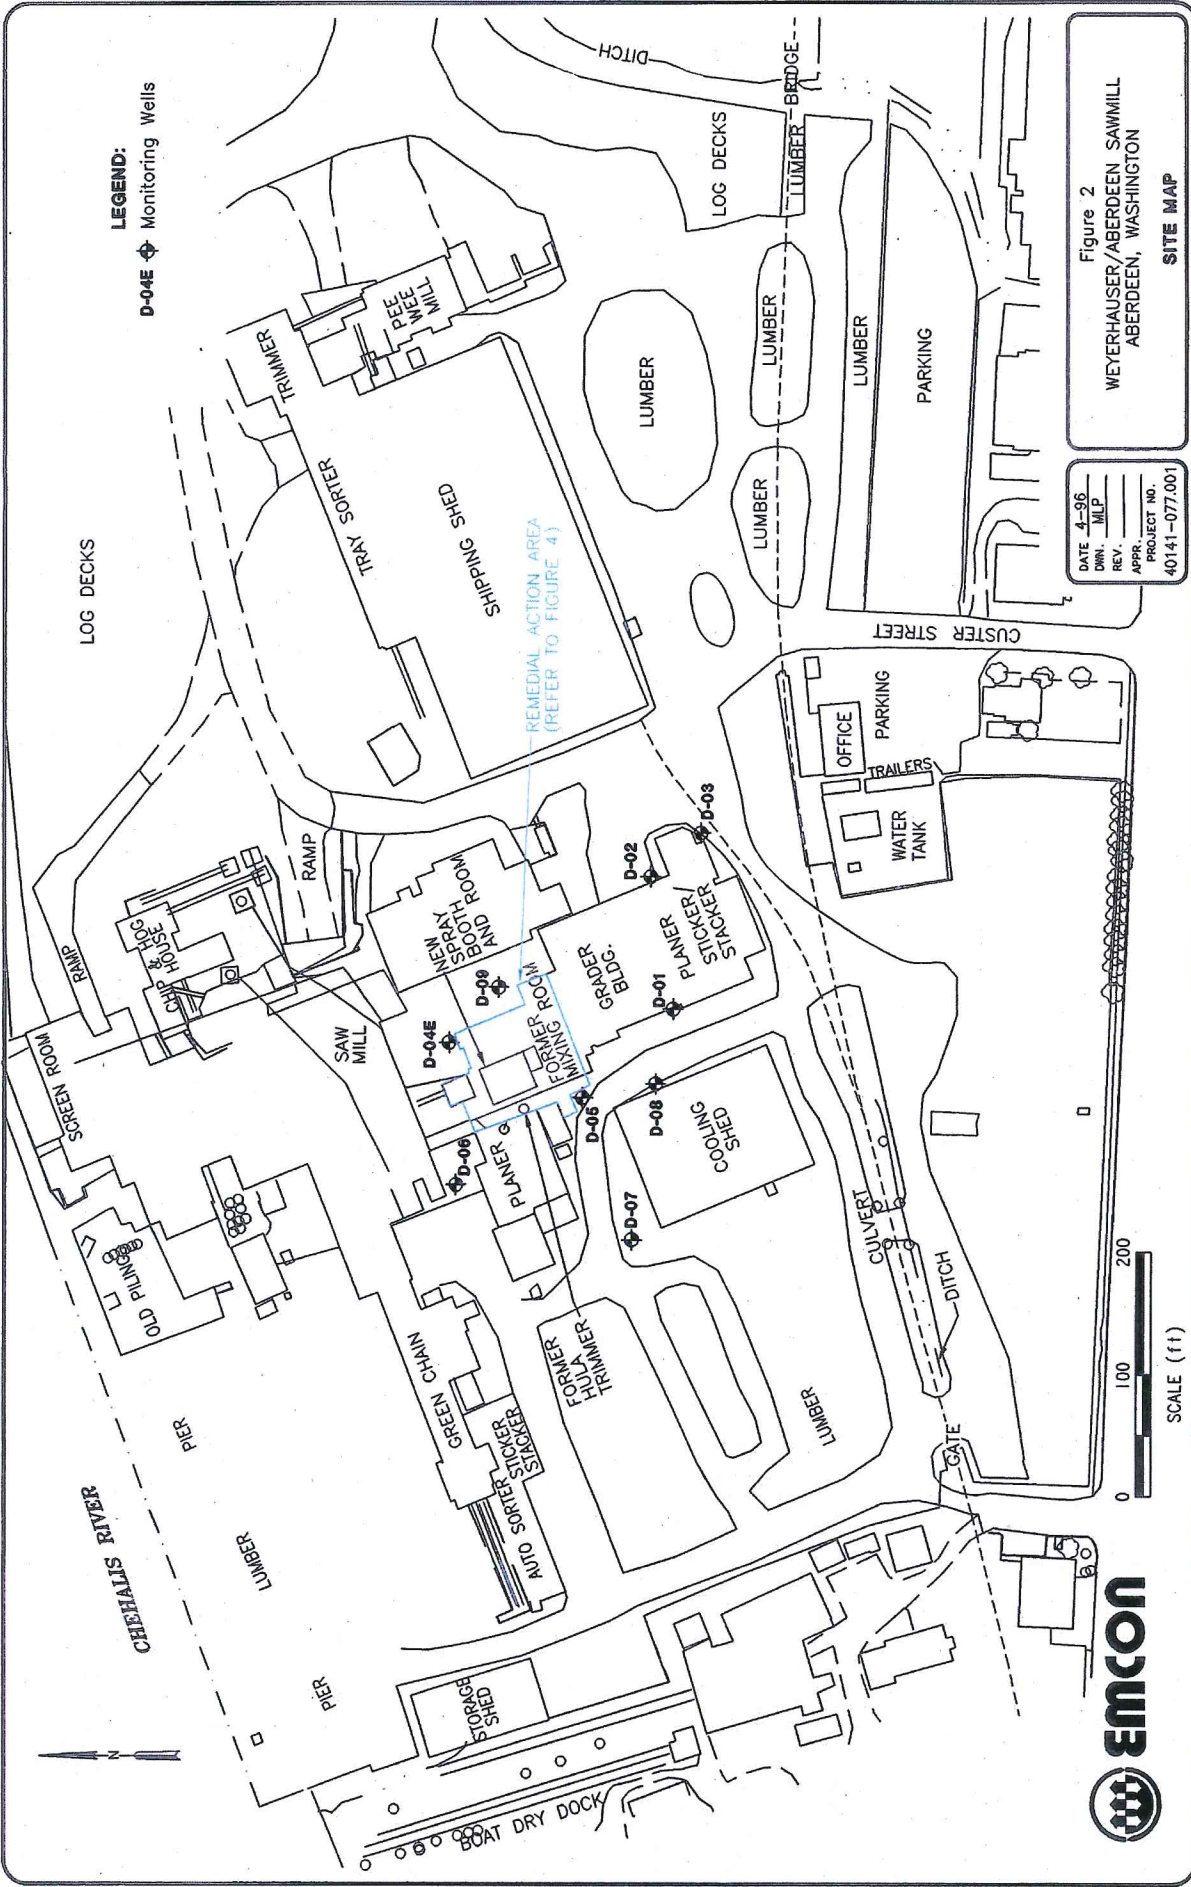 LEGEND:
D-04E Monitoring Wells
CHEHALIS RIVER
N
LOG DECKS
PIER
LUMBER
PIER
OLD PILING
SCREEN ROOM
RAMP
CHIP & HOG
HOUSE
RAMP
SAW
MILL
TRIMMER
TRAY SORTER
PEE
WEE
MILL
SHIPPING SHED
DITCH
STORAGE
SHED
BOAT DRY DOCK
GREEN CHAIN
AUTO SORTER
STICKER
STACKER
D-06
D-04E
D-09
NEW
SPRAY
BOOTH ROOM
AND
PLANER
FORMER
MIXING ROOM
REMEDIAL ACTION AREA
(REFER TO FIGURE 4)
FORMER
HULA
TRIMMER
D-07
D-05
D-08
D-01
GRADER
BLDG.
D-02
D-03
PLANER
STICKER/
STACKER
COOLING
SHED
LUMBER
LUMBER
LUMBER
LUMBER
LUMBER
LOG DECKS
LUMBER
BRIDGE
PARKING
CULVERT
DITCH
GATE
WATER
TANK
TRAILERS
OFFICE
PARKING
CUSTER STREET
0 100 200
SCALE (ft)
EMCON
DATE 4-96
DWN. MLP
REV.
APPR.
PROJECT NO.
40141-077.001
Figure 2
WEYERHAUSER/ABERDEEN SAWMILL
ABERDEEN, WASHINGTON
SITE MAP